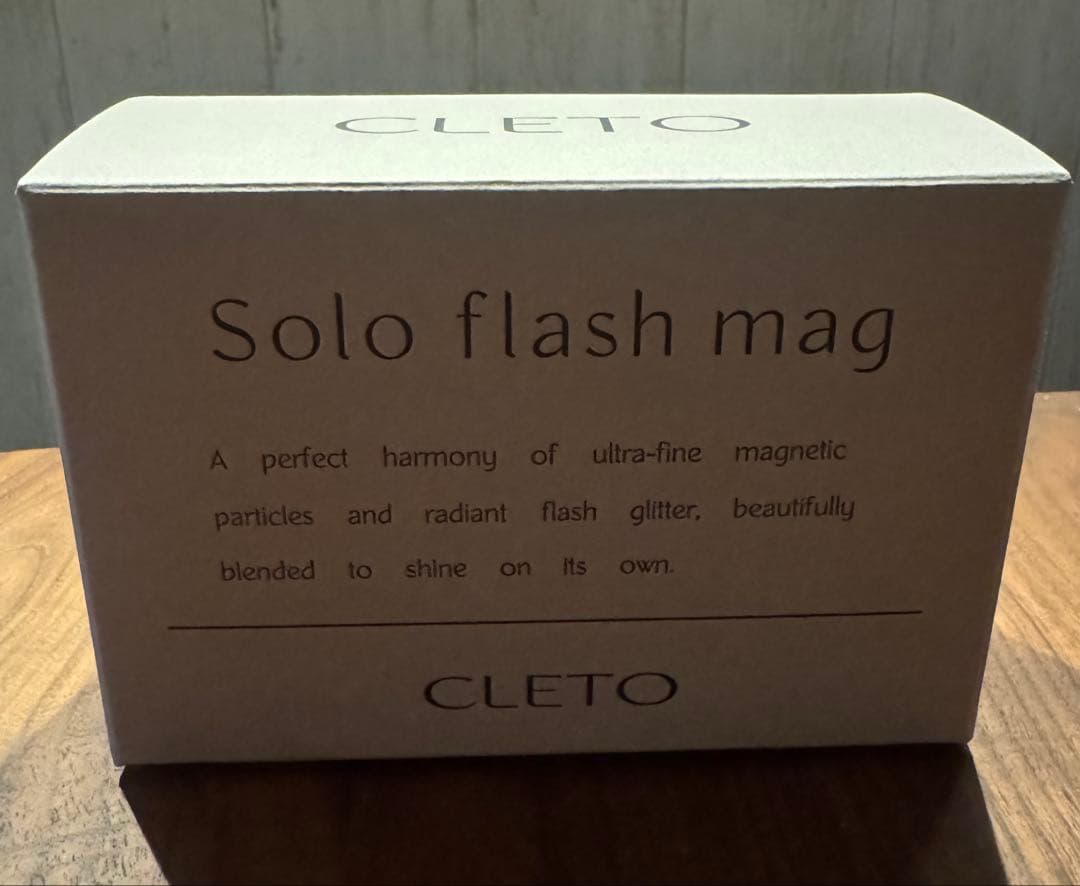 CLETO
Solo flash mag
A perfect harmony of ultra-fine magnetic
particles and radiant flash glitter, beautifully
blended to shine on its own.
CLETO